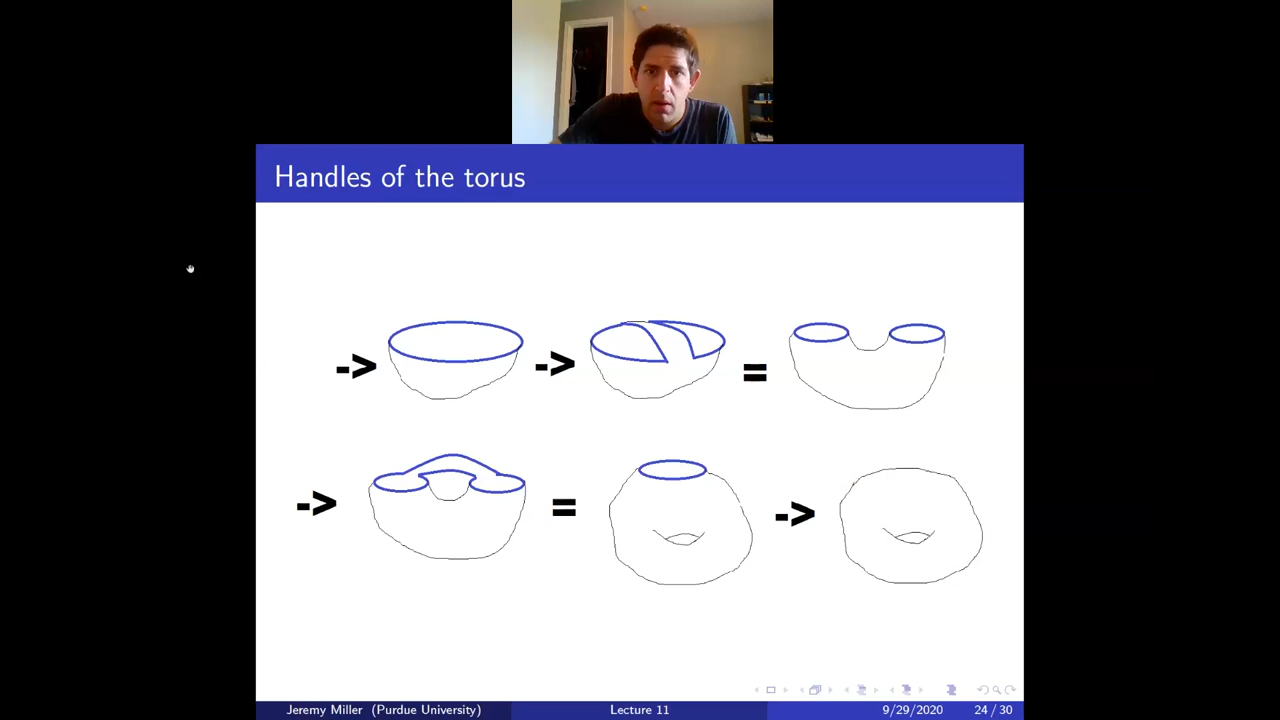 Handles of the torus
-> -> =
-> = ->
Jeremy Miller (Purdue University) Lecture 11 9/29/2020 24 / 30